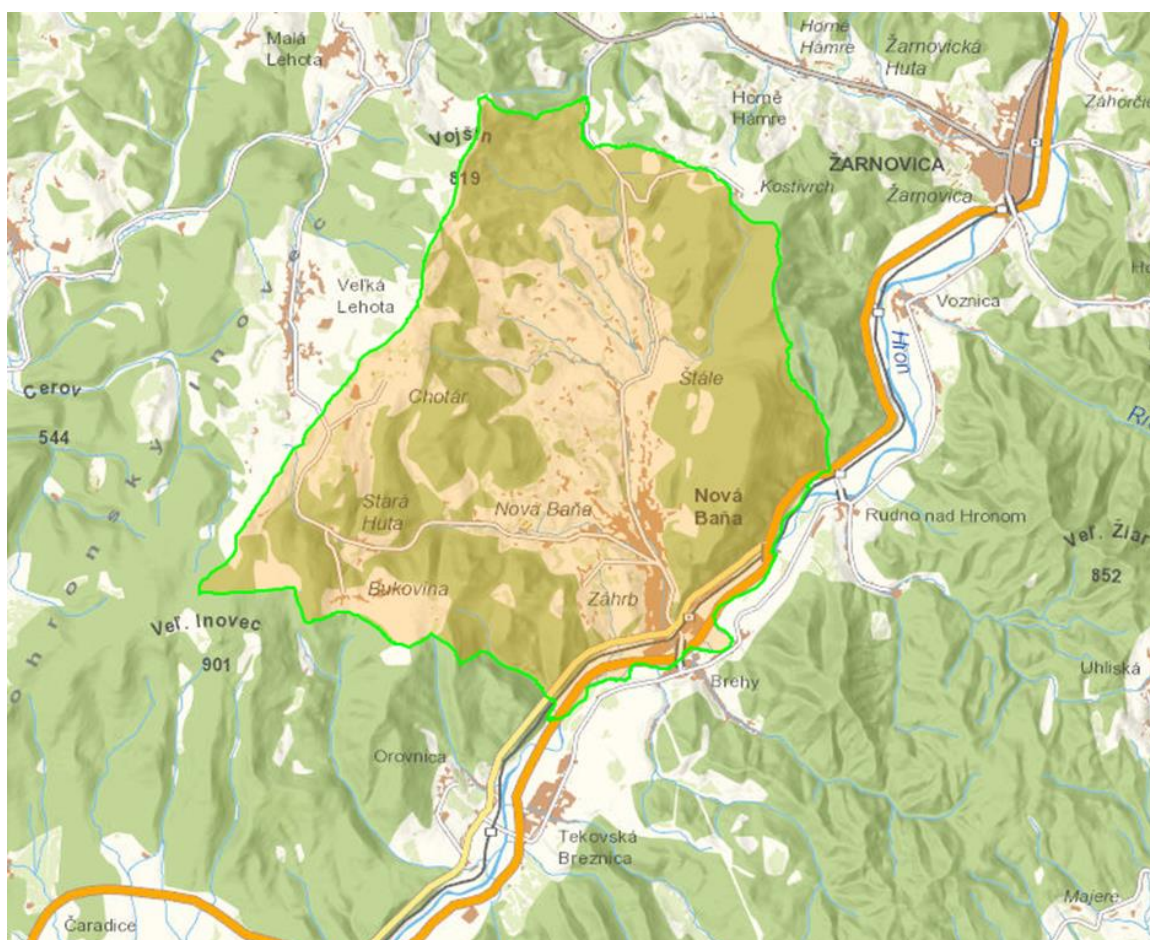 Malá
Lehota
Horné
Hámre
Žarnovická
Huta
Horné
Hámre
Vojšín
819
ŽARNOVICA
Kostivrch
Žarnovica
Veľká
Lehota
Voznica
Hron
Cerov
544
Chotár
Štále
Nová
Baňa
Stará
Huta
Nová Baňa
Rudno nad Hronom
Veľ. Žiar
852
Bukovina
Záhrb
Veľ. Inovec
901
Brehy
Uhliská
Orovnica
Tekovská
Breznica
Majere
Čaradice